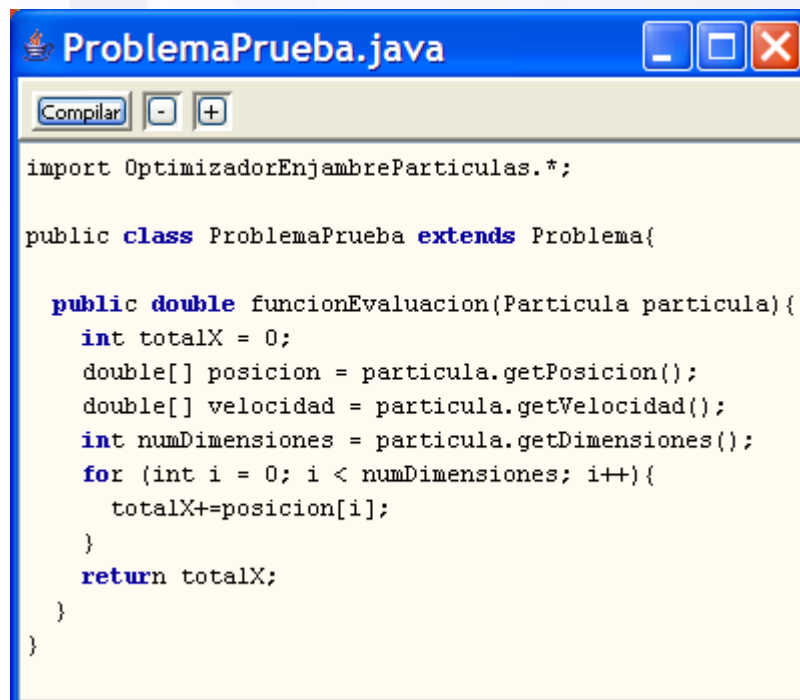 ProblemaPrueba.java
Compilar - +
import OptimizadorEnjambreParticulas.*;
public class ProblemaPrueba extends Problema{
public double funcionEvaluacion(Particula particula){
int totalX = 0;
double[] posicion = particula.getPosicion();
double[] velocidad = particula.getVelocidad();
int numDimensiones = particula.getDimensiones();
for (int i = 0; i < numDimensiones; i++){
totalX+=posicion[i];
}
return totalX;
}
}